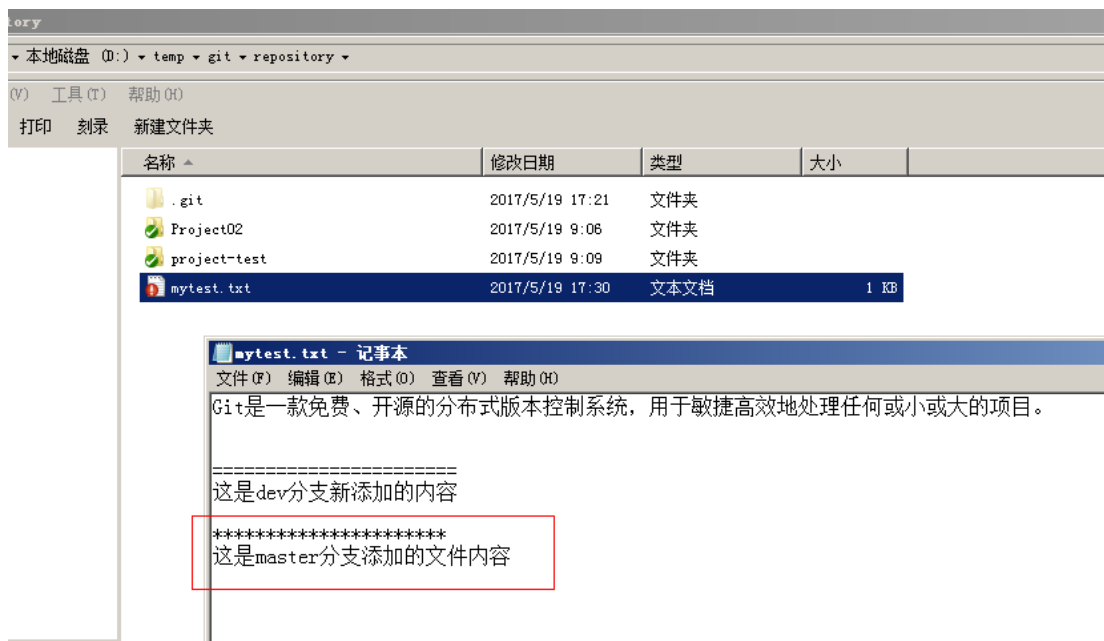 tory
本地磁盘 (D:) temp git repository
(V) 工具(T) 帮助(H)
打印 刻录 新建文件夹
名称 修改日期 类型 大小
.git 2017/5/19 17:21 文件夹
Project02 2017/5/19 9:06 文件夹
project-test 2017/5/19 9:09 文件夹
mytest.txt 2017/5/19 17:30 文本文档 1 KB
mytest.txt - 记事本
文件(F) 编辑(E) 格式(O) 查看(V) 帮助(H)
Git是一款免费、开源的分布式版本控制系统，用于敏捷高效地处理任何或小或大的项目。
=======================
这是dev分支新添加的内容
**********************
这是master分支添加的文件内容